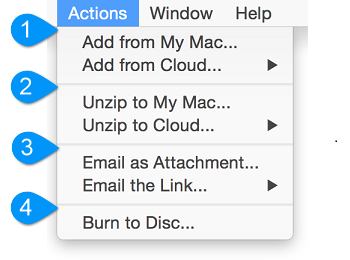 Actions Window Help
1
Add from My Mac...
Add from Cloud... ▶
2
Unzip to My Mac...
Unzip to Cloud... ▶
3
Email as Attachment...
Email the Link... ▶
4
Burn to Disc...